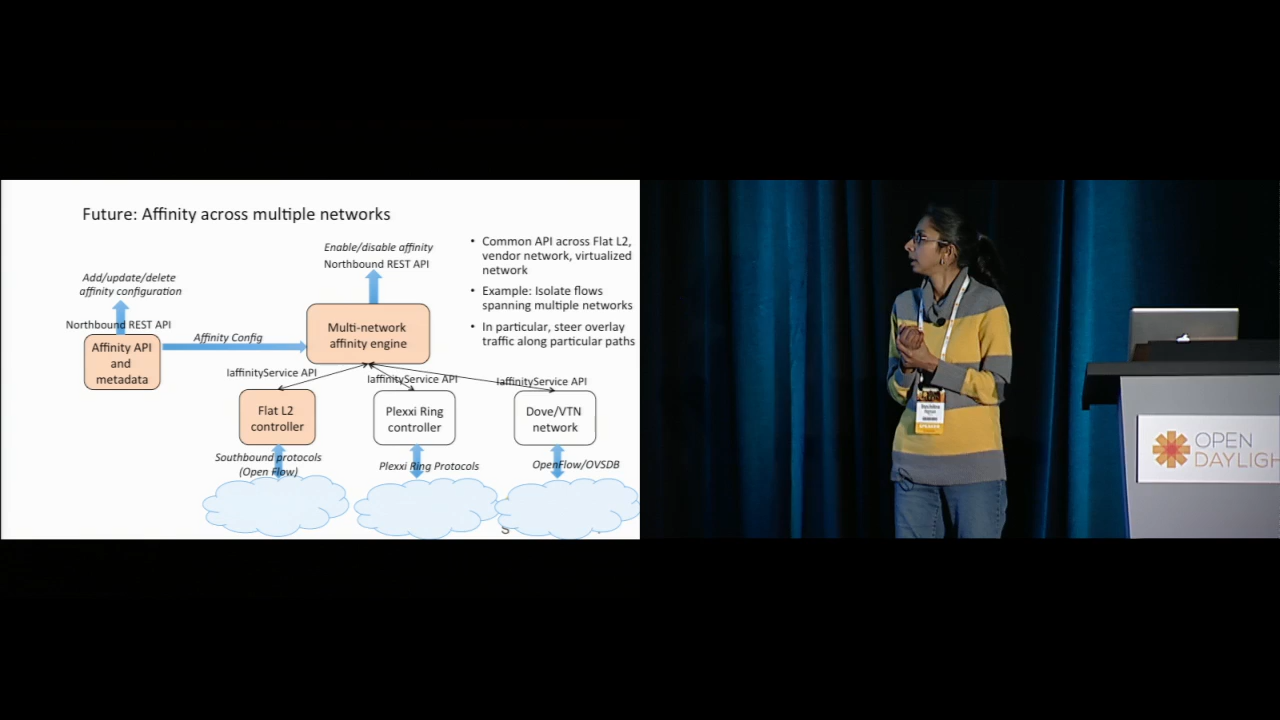 Future: Affinity across multiple networks
Enable/disable affinity
Northbound REST API
Add/update/delete
affinity configuration
Northbound REST API
Affinity API
and
metadata
Affinity Config
Multi-network
affinity engine
• Common API across Flat L2,
vendor network, virtualized
network
• Example: Isolate flows
spanning multiple networks
• In particular, steer overlay
traffic along particular paths
IaffinityService API
IaffinityService API
IaffinityService API
Flat L2
controller
Plexxi Ring
controller
Dove/VTN
network
Southbound protocols
(Open Flow)
Plexxi Ring Protocols
OpenFlow/OVSDB
S
OPEN
DAYLIGH
SPEAKER